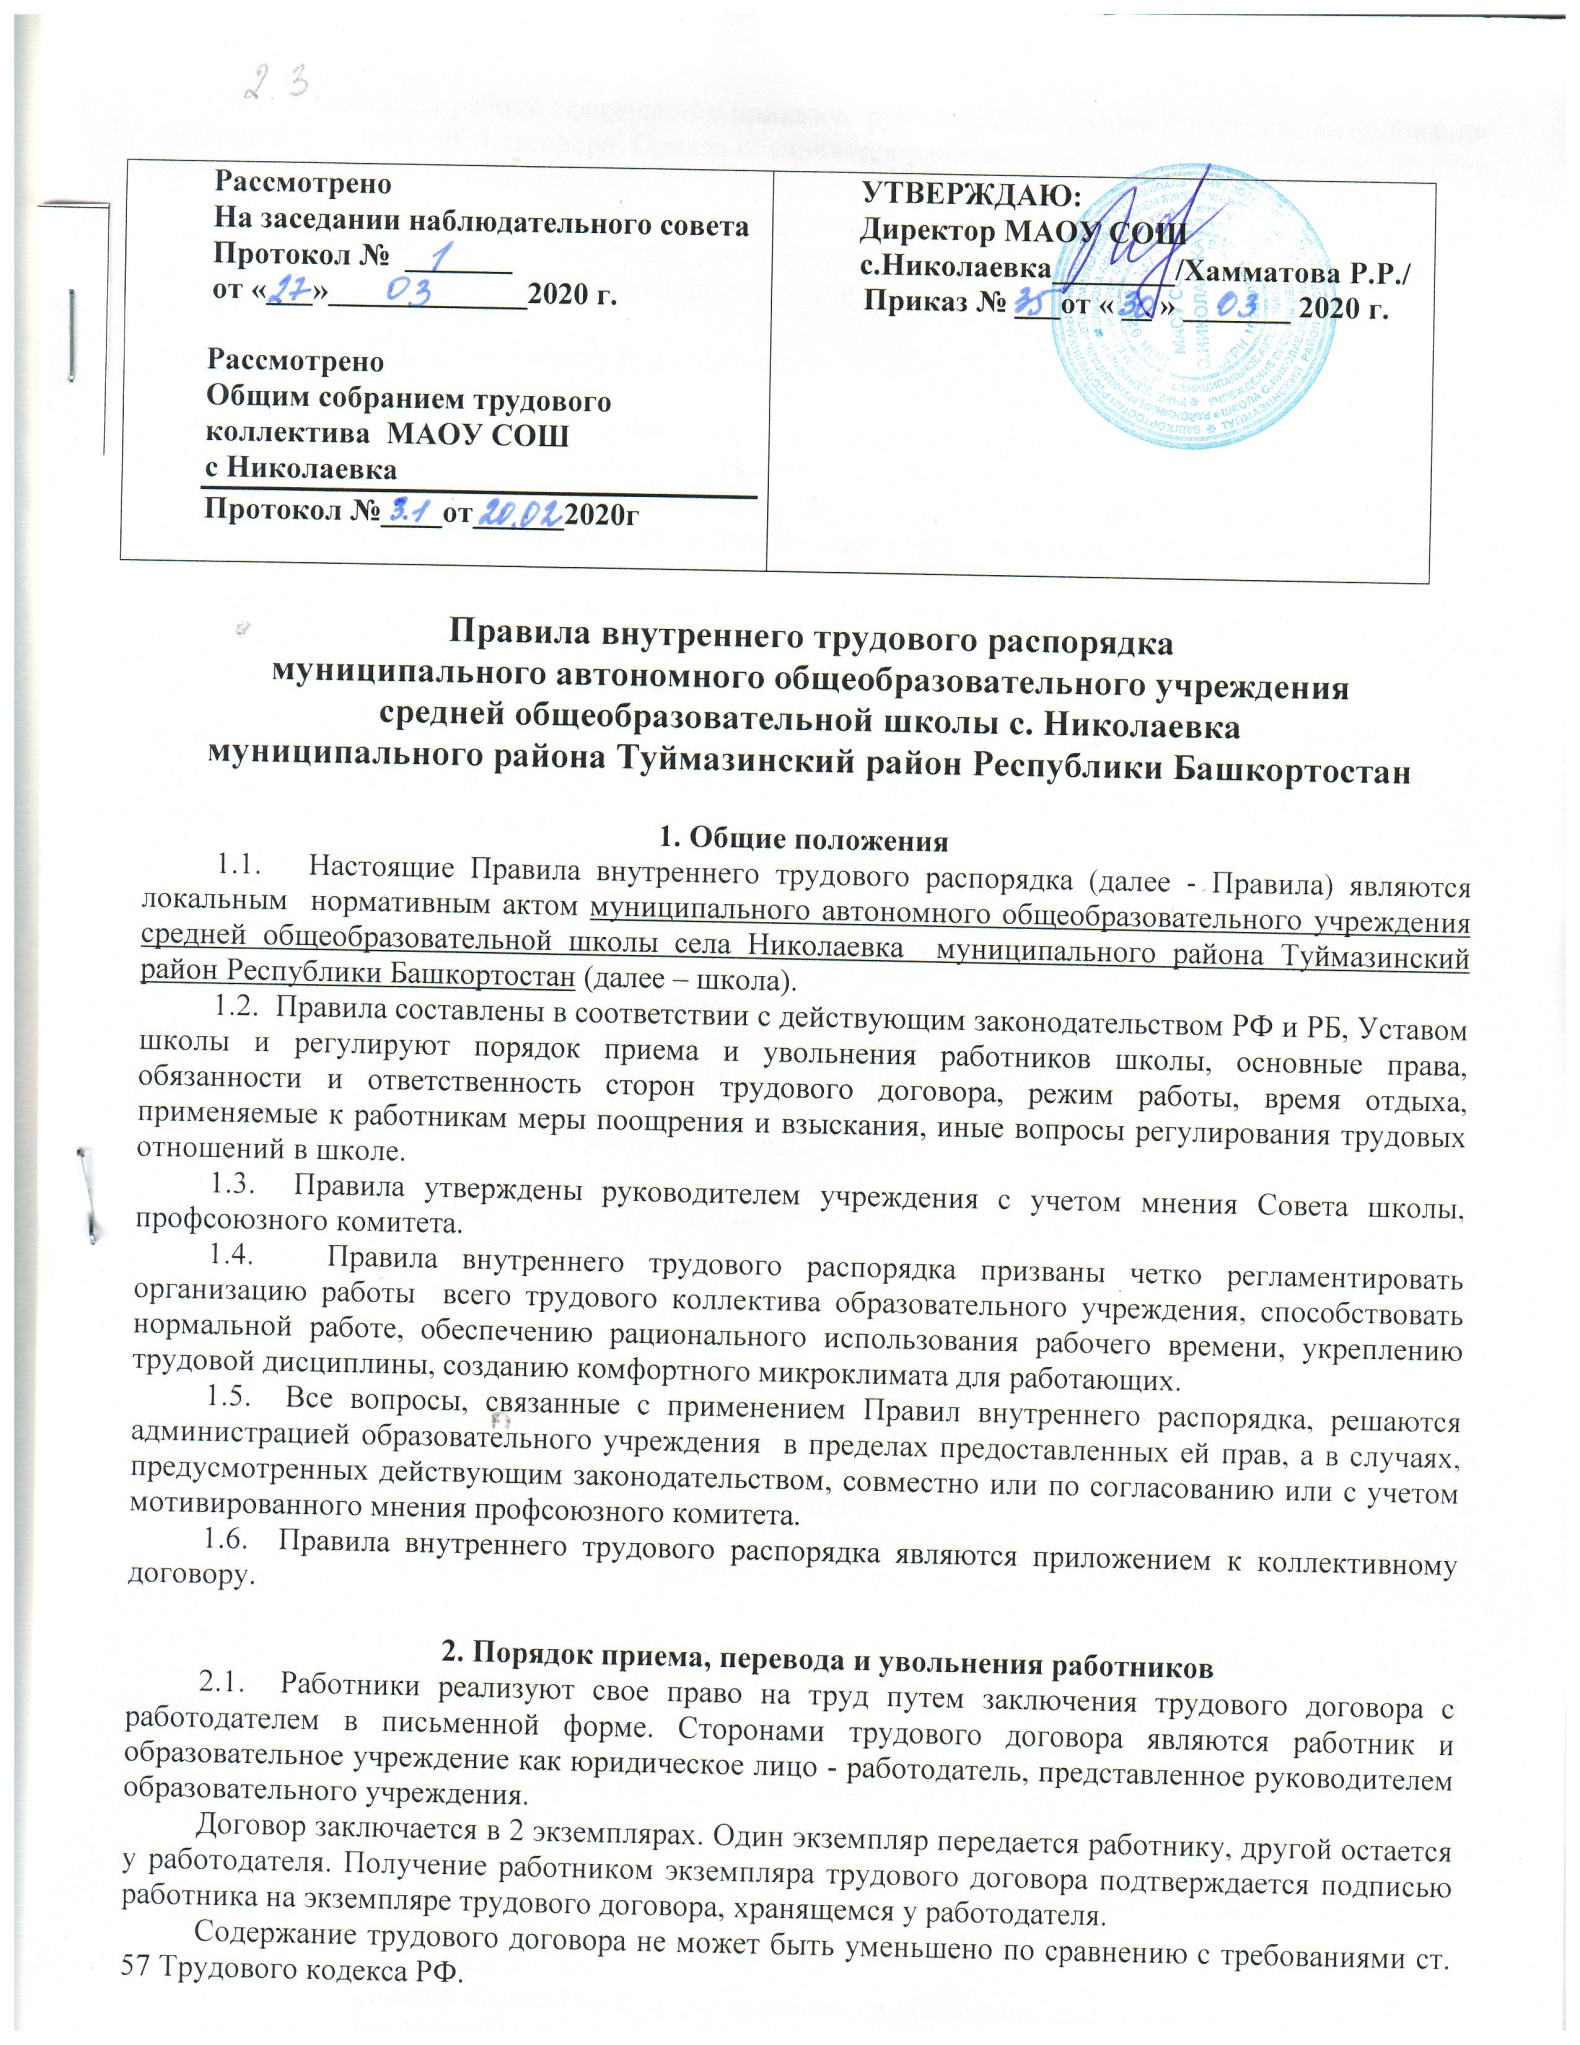 2.3.
Рассмотрено
На заседании наблюдательного совета
Протокол № 1
от «27» 03 2020 г.
Рассмотрено
Общим собранием трудового
коллектива МАОУ СОШ
с Николаевка
Протокол № 3.1 от 20.02 2020г
УТВЕРЖДАЮ:
Директор МАОУ СОШ
с.Николаевка________/Хамматова Р.Р./
Приказ № 35 от « 30 » 03 2020 г.
Правила внутреннего трудового распорядка
муниципального автономного общеобразовательного учреждения
средней общеобразовательной школы с. Николаевка
муниципального района Туймазинский район Республики Башкортостан
1. Общие положения
1.1. Настоящие Правила внутреннего трудового распорядка (далее - Правила) являются
локальным нормативным актом муниципального автономного общеобразовательного учреждения
средней общеобразовательной школы села Николаевка муниципального района Туймазинский
район Республики Башкортостан (далее – школа).
1.2. Правила составлены в соответствии с действующим законодательством РФ и РБ, Уставом
школы и регулируют порядок приема и увольнения работников школы, основные права,
обязанности и ответственность сторон трудового договора, режим работы, время отдыха,
применяемые к работникам меры поощрения и взыскания, иные вопросы регулирования трудовых
отношений в школе.
1.3. Правила утверждены руководителем учреждения с учетом мнения Совета школы,
профсоюзного комитета.
1.4. Правила внутреннего трудового распорядка призваны четко регламентировать
организацию работы всего трудового коллектива образовательного учреждения, способствовать
нормальной работе, обеспечению рационального использования рабочего времени, укреплению
трудовой дисциплины, созданию комфортного микроклимата для работающих.
1.5. Все вопросы, связанные с применением Правил внутреннего распорядка, решаются
администрацией образовательного учреждения в пределах предоставленных ей прав, а в случаях,
предусмотренных действующим законодательством, совместно или по согласованию или с учетом
мотивированного мнения профсоюзного комитета.
1.6. Правила внутреннего трудового распорядка являются приложением к коллективному
договору.
2. Порядок приема, перевода и увольнения работников
2.1. Работники реализуют свое право на труд путем заключения трудового договора с
работодателем в письменной форме. Сторонами трудового договора являются работник и
образовательное учреждение как юридическое лицо - работодатель, представленное руководителем
образовательного учреждения.
Договор заключается в 2 экземплярах. Один экземпляр передается работнику, другой остается
у работодателя. Получение работником экземпляра трудового договора подтверждается подписью
работника на экземпляре трудового договора, хранящемся у работодателя.
Содержание трудового договора не может быть уменьшено по сравнению с требованиями ст.
57 Трудового кодекса РФ.